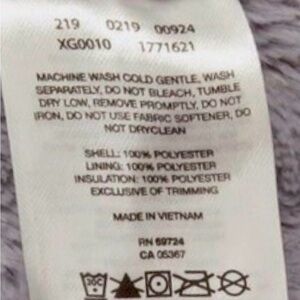 219 0219 00924
XG0010 1771621
MACHINE WASH COLD GENTLE, WASH
SEPARATELY, DO NOT BLEACH, TUMBLE
DRY LOW, REMOVE PROMPTLY, DO NOT
IRON, DO NOT USE FABRIC SOFTENER, DO
NOT DRYCLEAN
SHELL: 100% POLYESTER
LINING: 100% POLYESTER
INSULATION: 100% POLYESTER
EXCLUSIVE OF TRIMMING
MADE IN VIETNAM
RN 69724
CA 05367